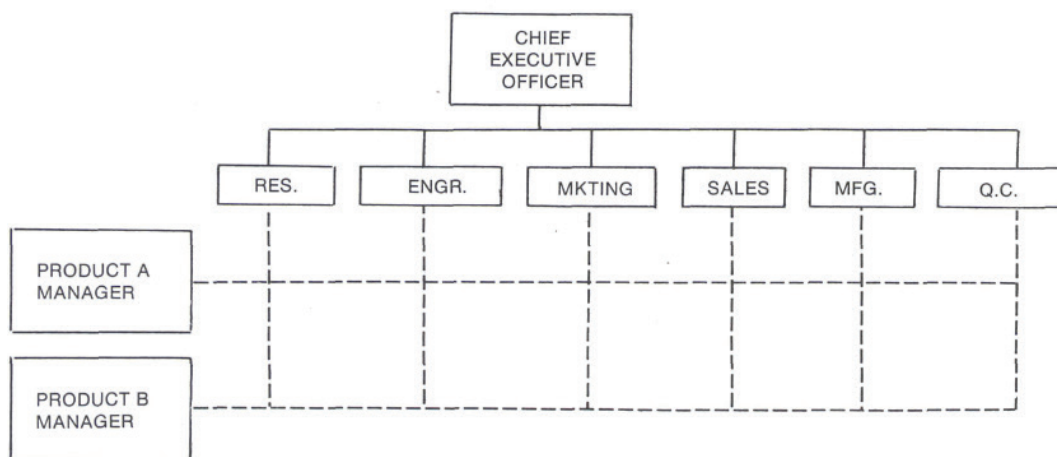 CHIEF
EXECUTIVE
OFFICER
RES.
ENGR.
MKTING
SALES
MFG.
Q.C.
PRODUCT A
MANAGER
PRODUCT B
MANAGER